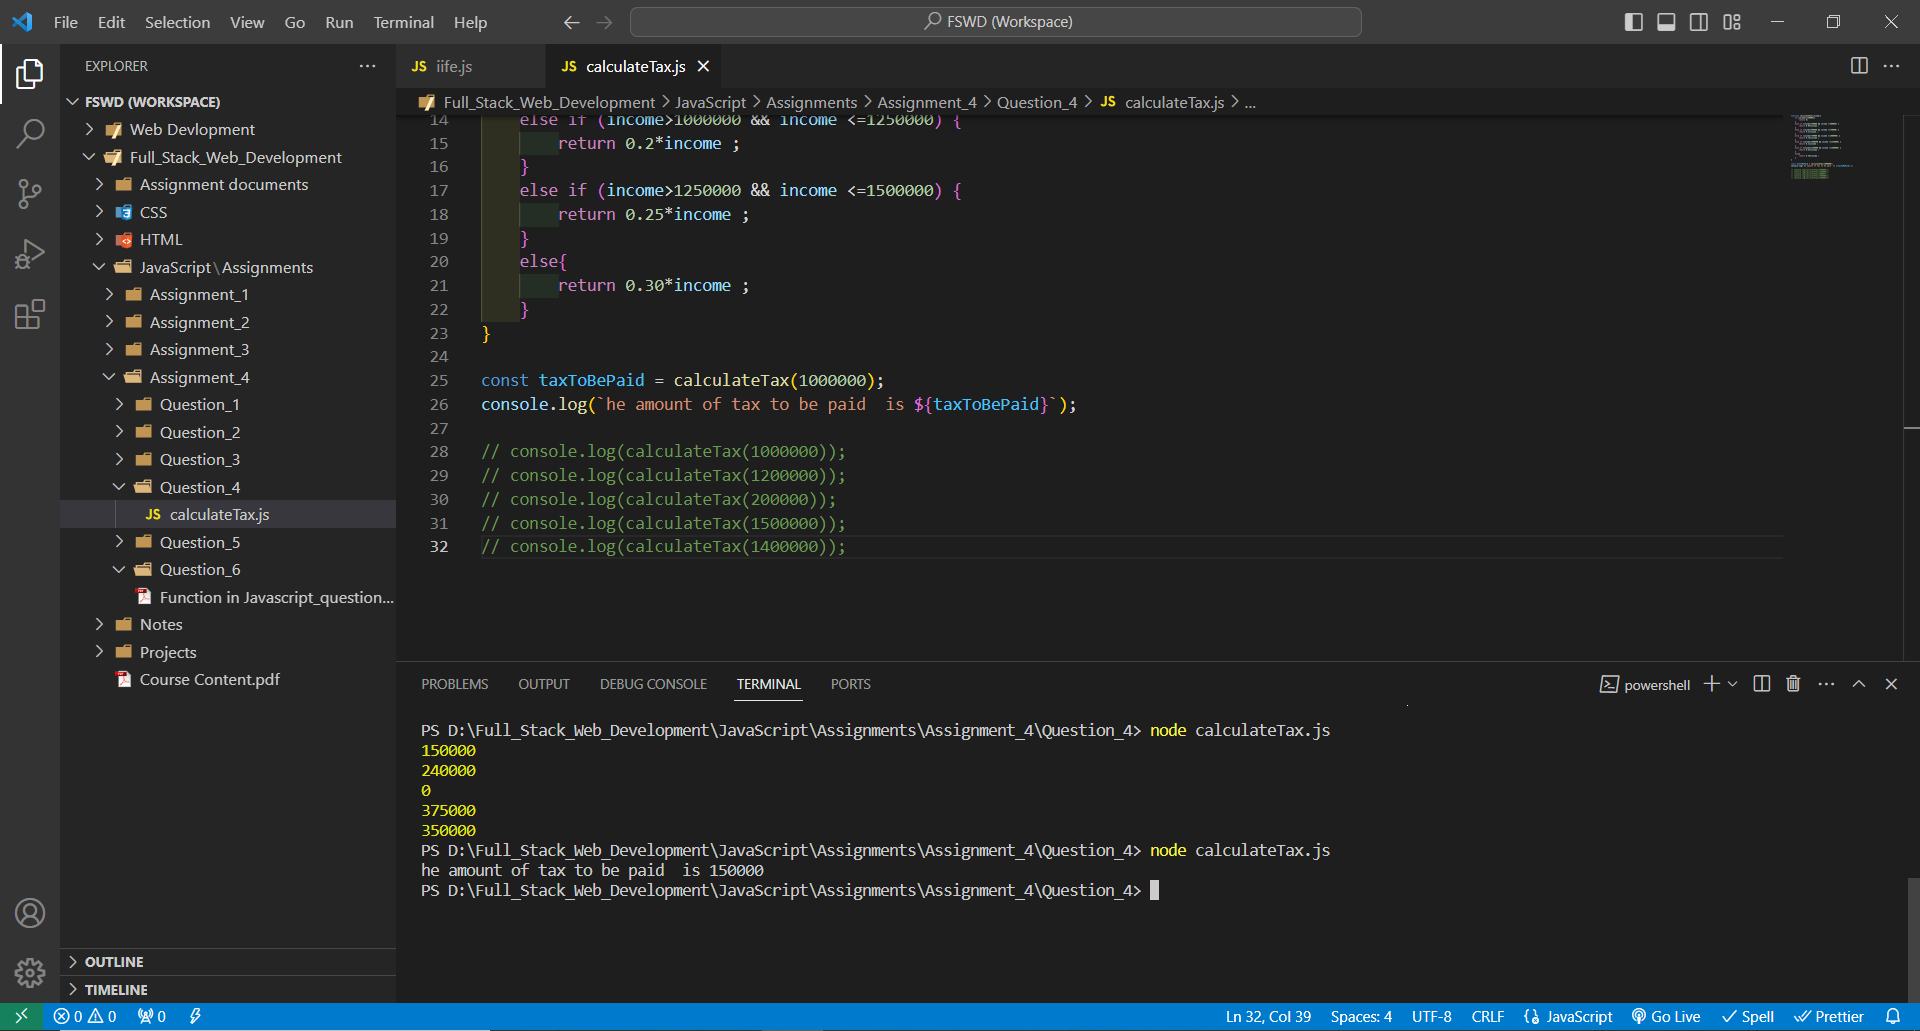 File Edit Selection View Go Run Terminal Help
FSWD (Workspace)
EXPLORER
FSWD (WORKSPACE)
Web Devlopment
Full_Stack_Web_Development
Assignment documents
CSS
HTML
JavaScript\Assignments
Assignment_1
Assignment_2
Assignment_3
Assignment_4
Question_1
Question_2
Question_3
Question_4
JS calculateTax.js
Question_5
Question_6
Function in Javascript_question...
Notes
Projects
Course Content.pdf
OUTLINE
TIMELINE
JS iife.js
JS calculateTax.js
Full_Stack_Web_Development > JavaScript > Assignments > Assignment_4 > Question_4 > JS calculateTax.js > ...
14 else if (income>1000000 && income <=1250000) {
15 return 0.2*income ;
16 }
17 else if (income>1250000 && income <=1500000) {
18 return 0.25*income ;
19 }
20 else{
21 return 0.30*income ;
22 }
23 }
24
25 const taxToBePaid = calculateTax(1000000);
26 console.log(`he amount of tax to be paid  is ${taxToBePaid}`);
27
28 // console.log(calculateTax(1000000));
29 // console.log(calculateTax(1200000));
30 // console.log(calculateTax(200000));
31 // console.log(calculateTax(1500000));
32 // console.log(calculateTax(1400000));
PROBLEMS OUTPUT DEBUG CONSOLE TERMINAL PORTS
powershell
PS D:\Full_Stack_Web_Development\JavaScript\Assignments\Assignment_4\Question_4> node calculateTax.js
150000
240000
0
375000
350000
PS D:\Full_Stack_Web_Development\JavaScript\Assignments\Assignment_4\Question_4> node calculateTax.js
he amount of tax to be paid  is 150000
PS D:\Full_Stack_Web_Development\JavaScript\Assignments\Assignment_4\Question_4>
0 0 0 Ln 32, Col 39 Spaces: 4 UTF-8 CRLF JavaScript Go Live Spell Prettier